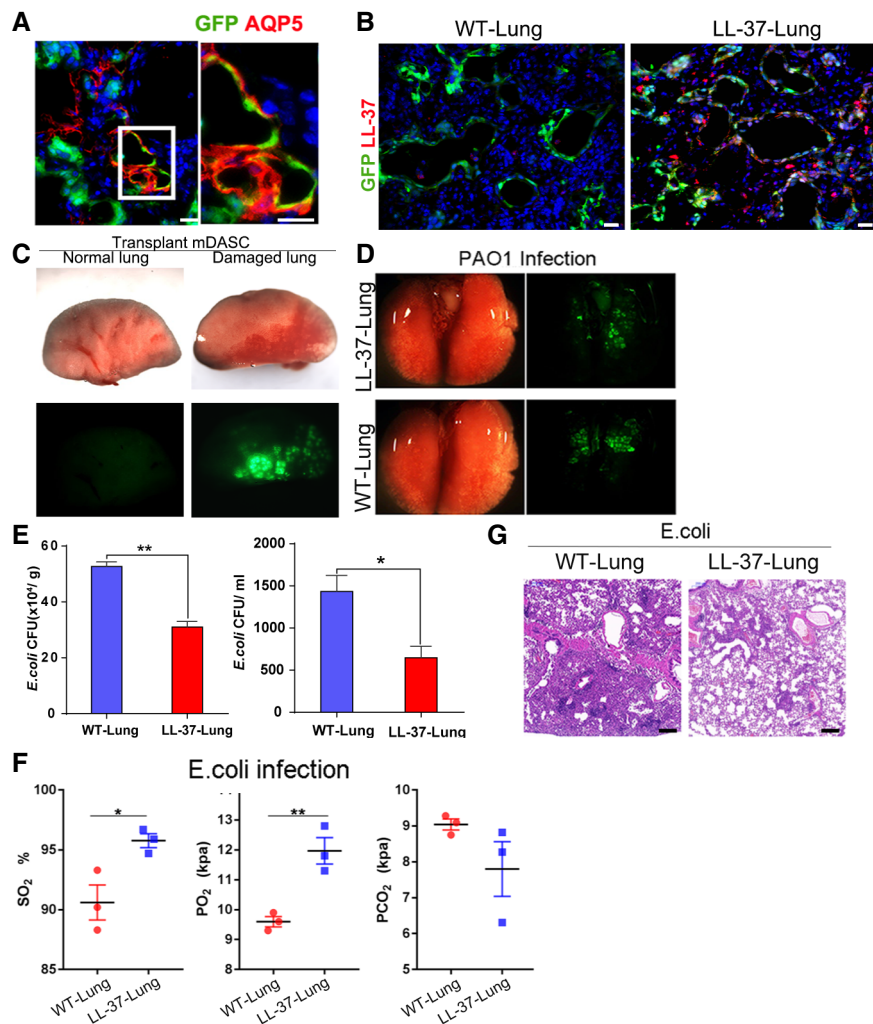 A
GFP AQP5
B
WT-Lung
LL-37-Lung
GFP LL-37
C
Transplant mDASC
Normal lung
Damaged lung
D
PAO1 Infection
LL-37-Lung
WT-Lung
E
E.coli CFU(x10⁴/ g)
60
40
20
0
**
WT-Lung
LL-37-Lung
E.coli CFU/ ml
2000
1500
1000
500
0
*
WT-Lung
LL-37-Lung
G
E.coli
WT-Lung
LL-37-Lung
F
E.coli infection
SO₂ %
100
95
90
85
*
WT-Lung
LL-37-Lung
PO₂ (kpa)
13
12
11
10
9
8
**
WT-Lung
LL-37-Lung
PCO₂ (kpa)
10
9
8
7
6
5
WT-Lung
LL-37-Lung